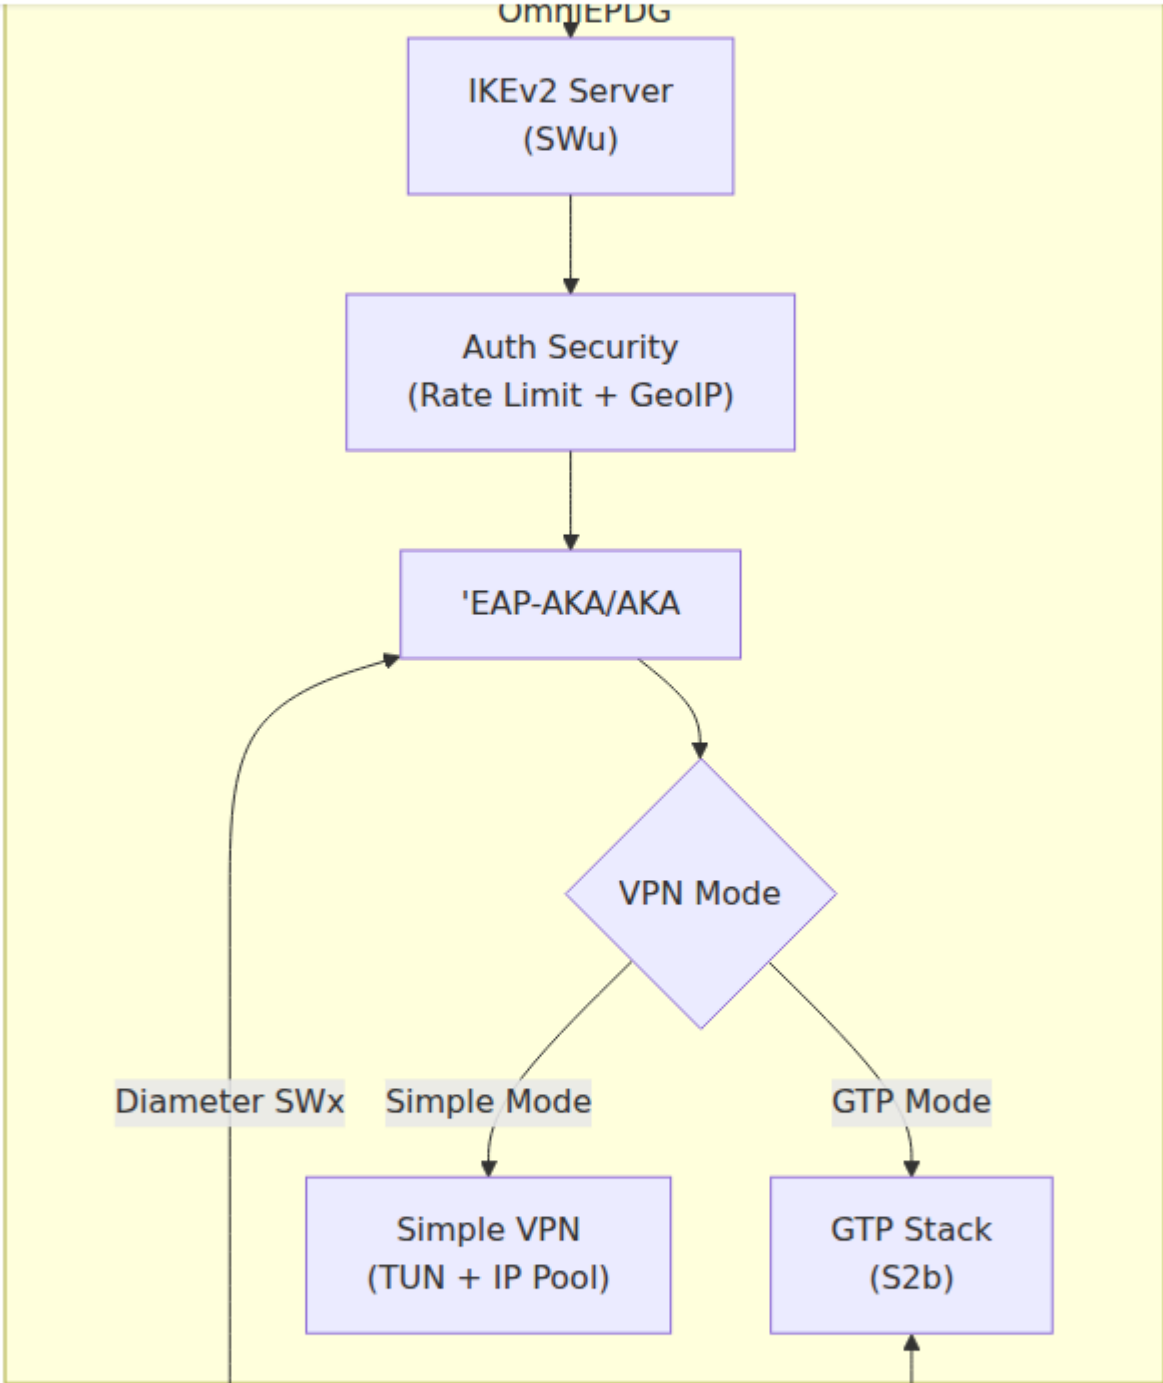 OmniEPDG
IKEv2 Server
(SWu)
Auth Security
(Rate Limit + GeoIP)
'EAP-AKA/AKA
VPN Mode
Diameter SWx
Simple Mode
GTP Mode
Simple VPN
(TUN + IP Pool)
GTP Stack
(S2b)